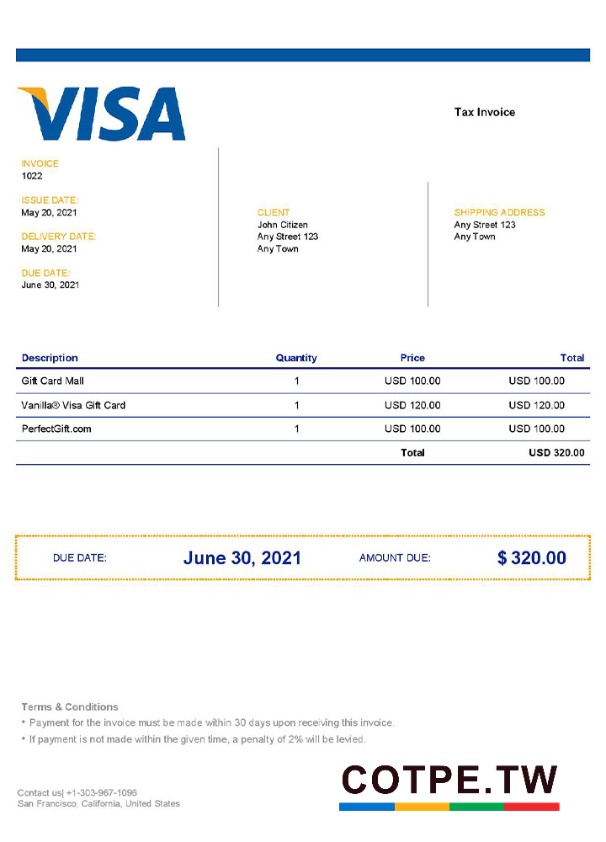 VISA
Tax Invoice
INVOICE
1022
ISSUE DATE:
May 20, 2021
DELIVERY DATE:
May 20, 2021
DUE DATE:
June 30, 2021
CLIENT
John Citizen
Any Street 123
Any Town
SHIPPING ADDRESS
Any Street 123
Any Town
Description Quantity Price Total
Gift Card Mall 1 USD 100.00 USD 100.00
Vanilla® Visa Gift Card 1 USD 120.00 USD 120.00
PerfectGift.com 1 USD 100.00 USD 100.00
Total USD 320.00
DUE DATE: June 30, 2021 AMOUNT DUE: $ 320.00
Terms & Conditions
• Payment for the invoice must be made within 30 days upon receiving this invoice.
• If payment is not made within the given time, a penalty of 2% will be levied.
Contact us| +1-303-967-1096
San Francisco, California, United States
COTPE.TW